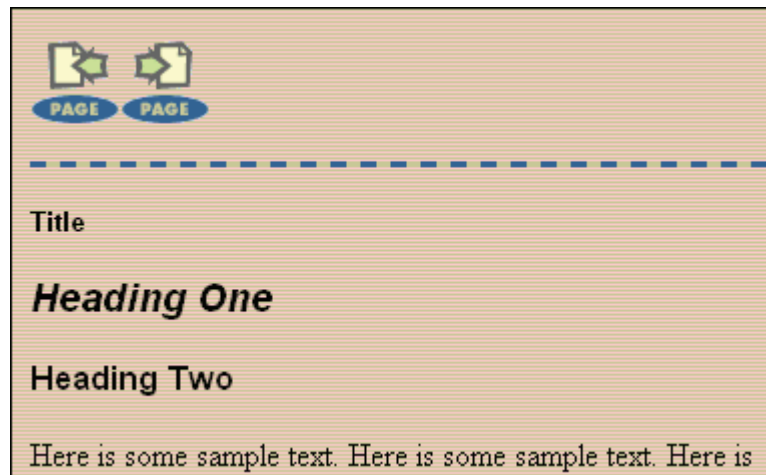 PAGE PAGE
Title
Heading One
Heading Two
Here is some sample text. Here is some sample text. Here is